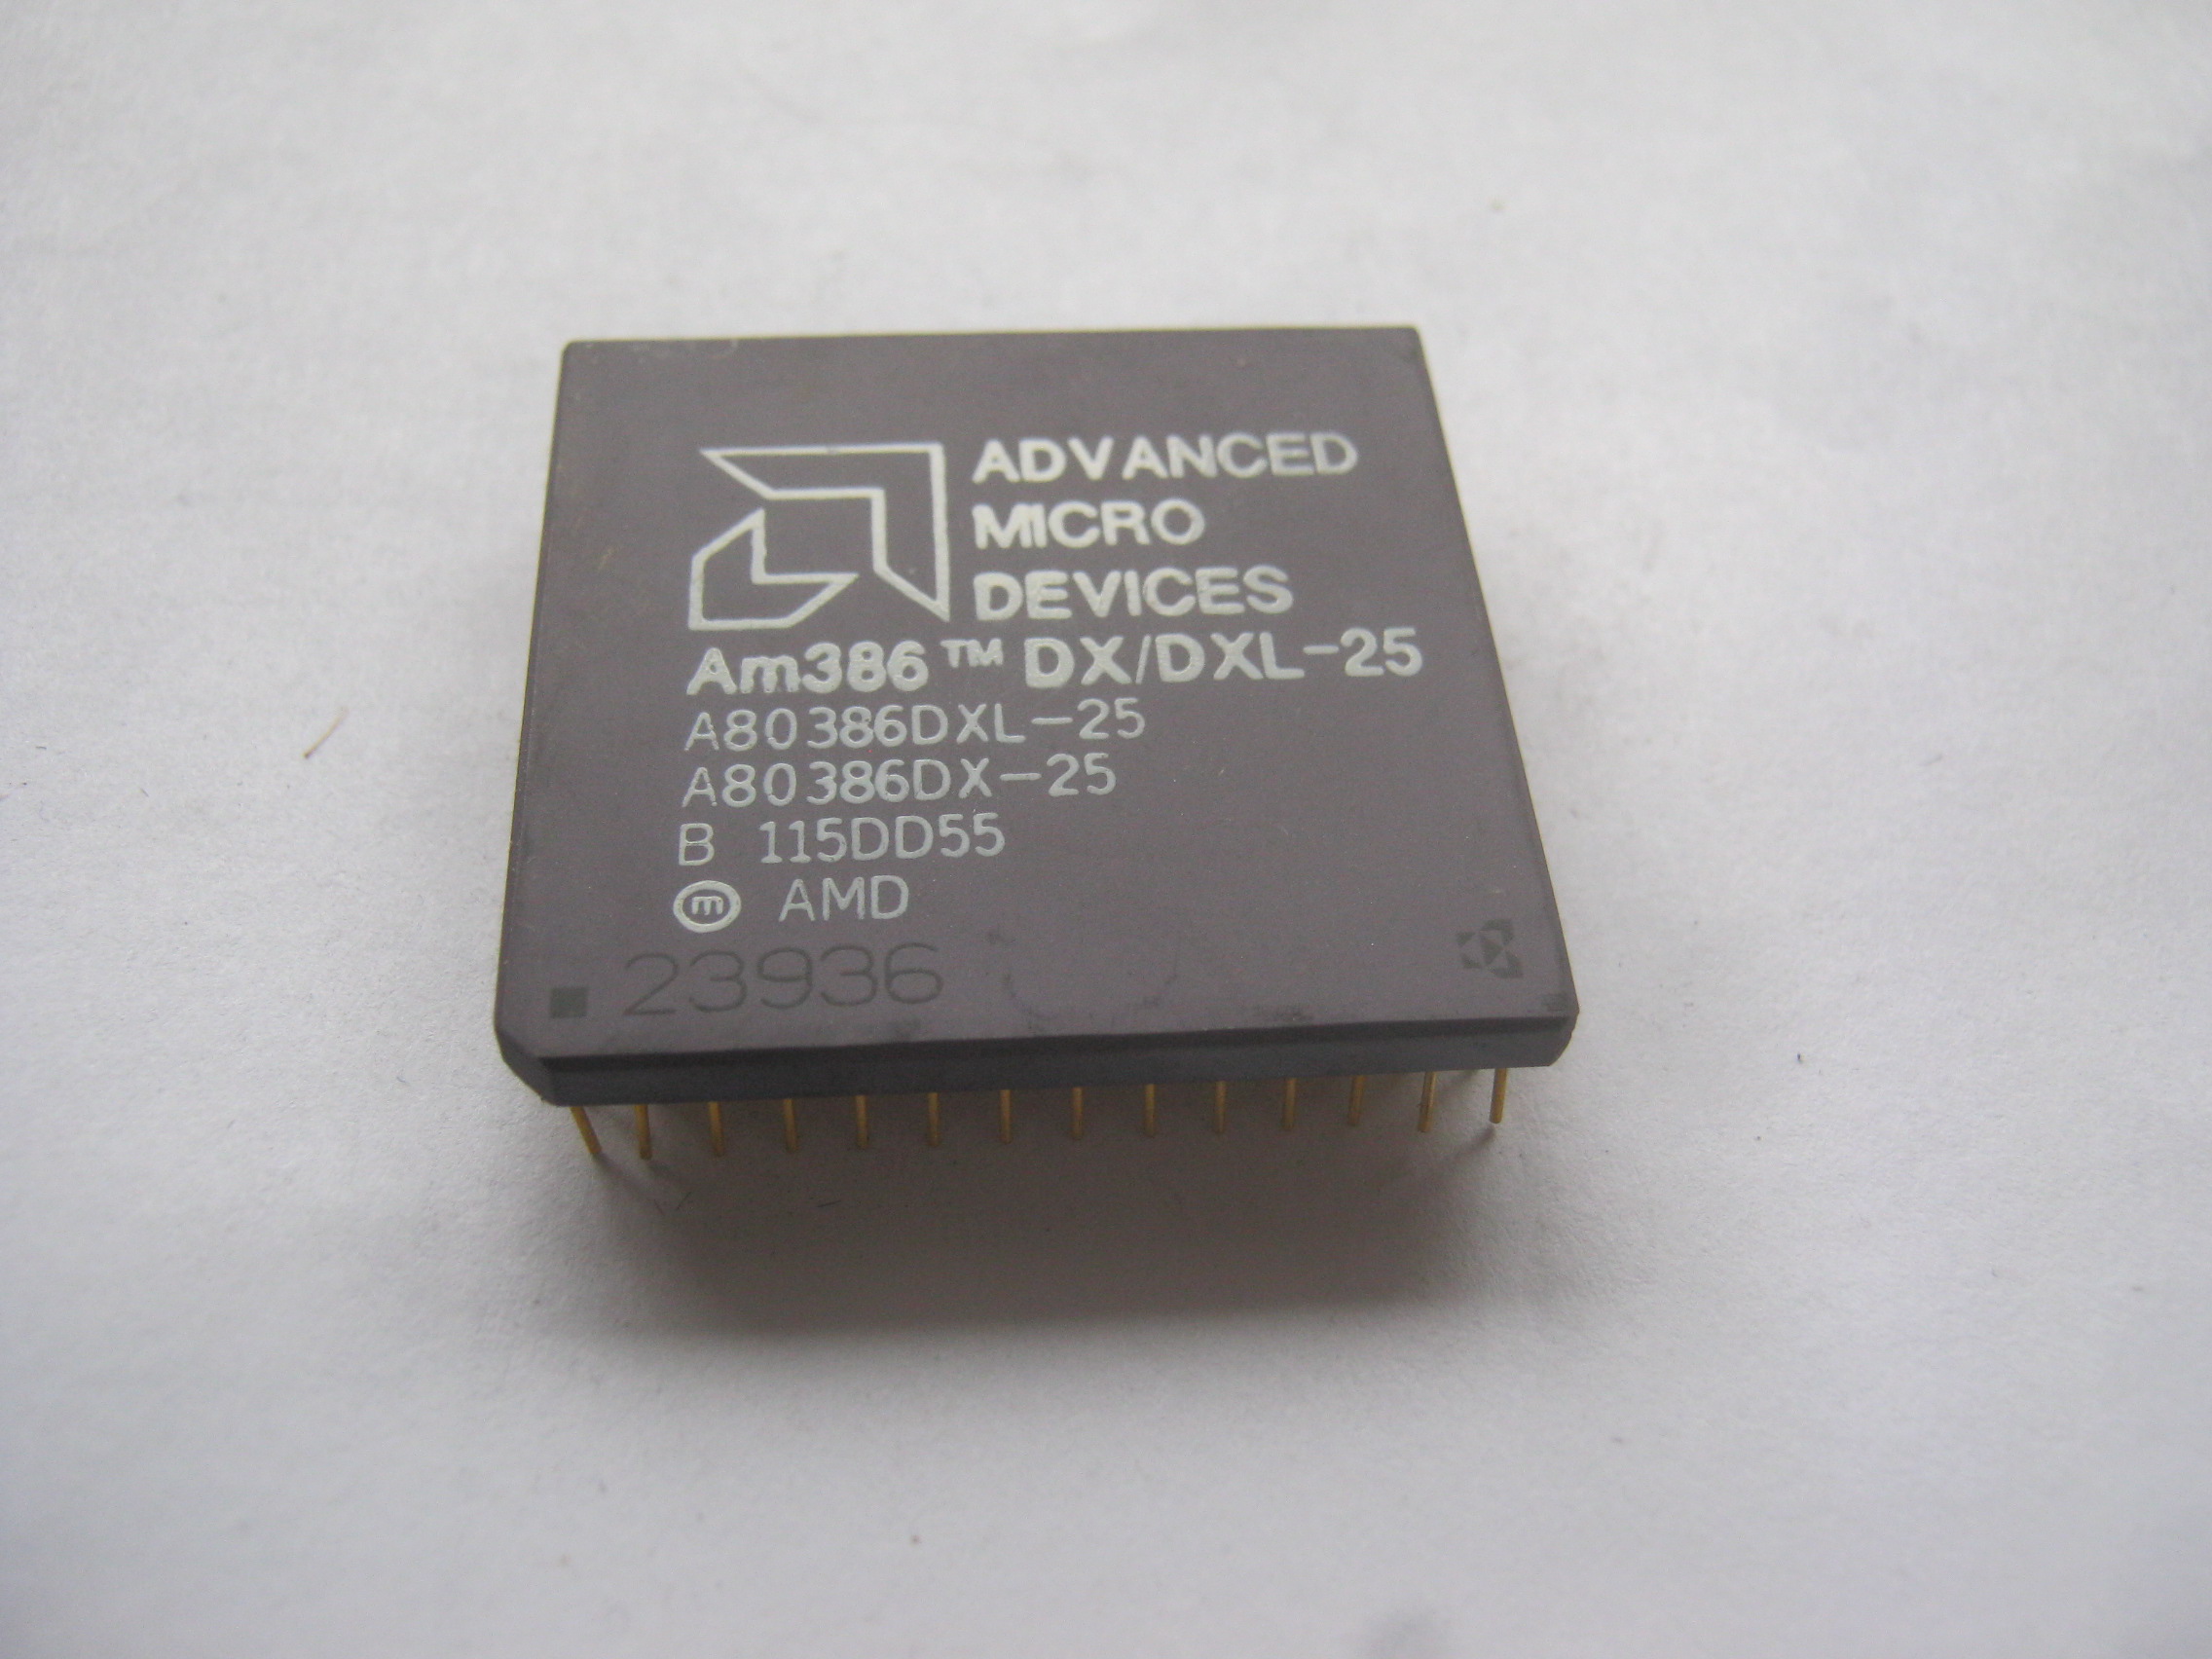 ADVANCED
MICRO
DEVICES
Am386™ DX/DXL-25
A80386DXL-25
A80386DX-25
B 115DD55
ⓜ AMD
23936